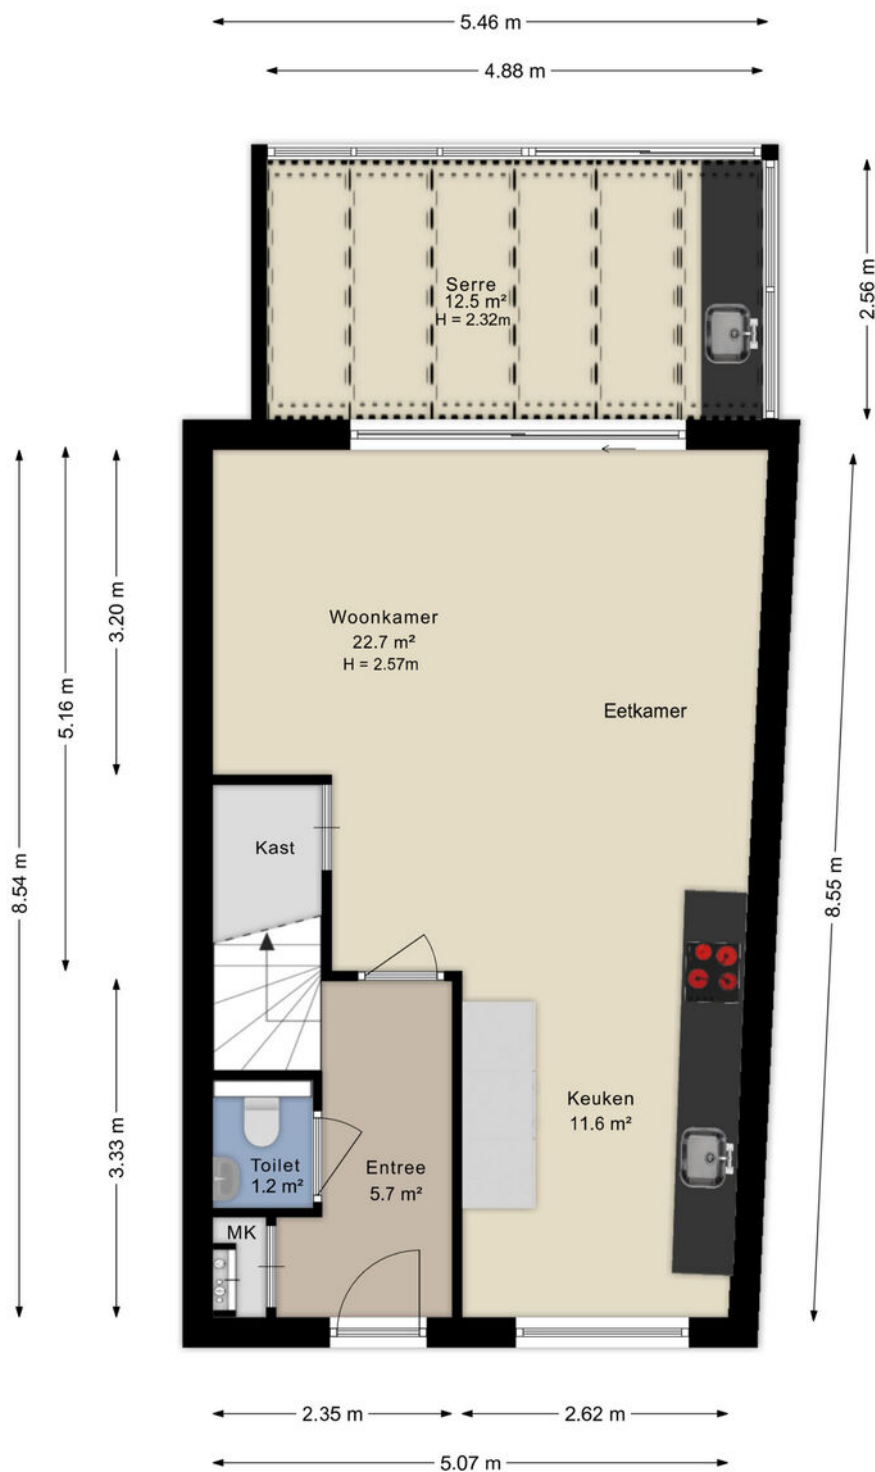 5.46 m
4.88 m
2.56 m
Serre
12.5 m²
H = 2.32m
3.20 m
5.16 m
8.54 m
Woonkamer
22.7 m²
H = 2.57m
Eetkamer
Kast
8.55 m
3.33 m
Keuken
11.6 m²
Toilet
1.2 m²
Entree
5.7 m²
MK
2.35 m
2.62 m
5.07 m